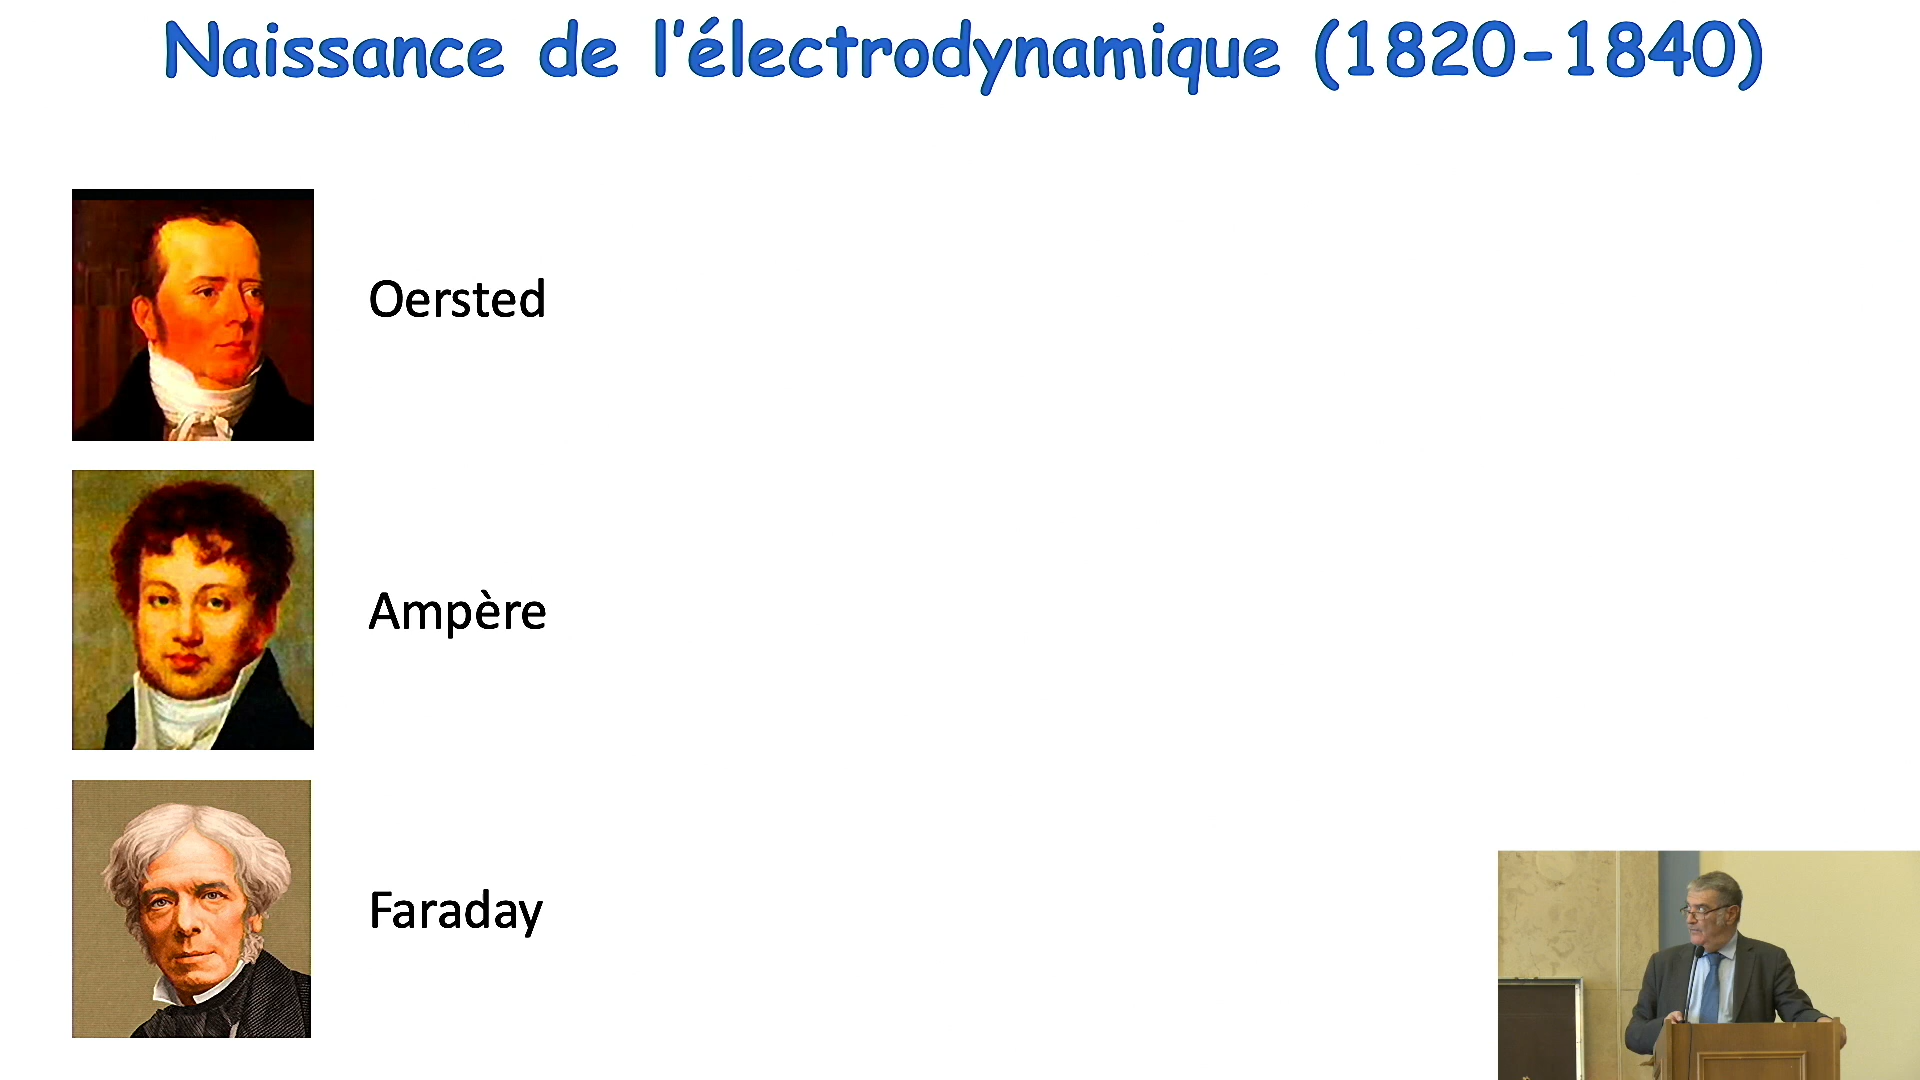 Naissance de l'électrodynamique (1820-1840)
Oersted
Ampère
Faraday